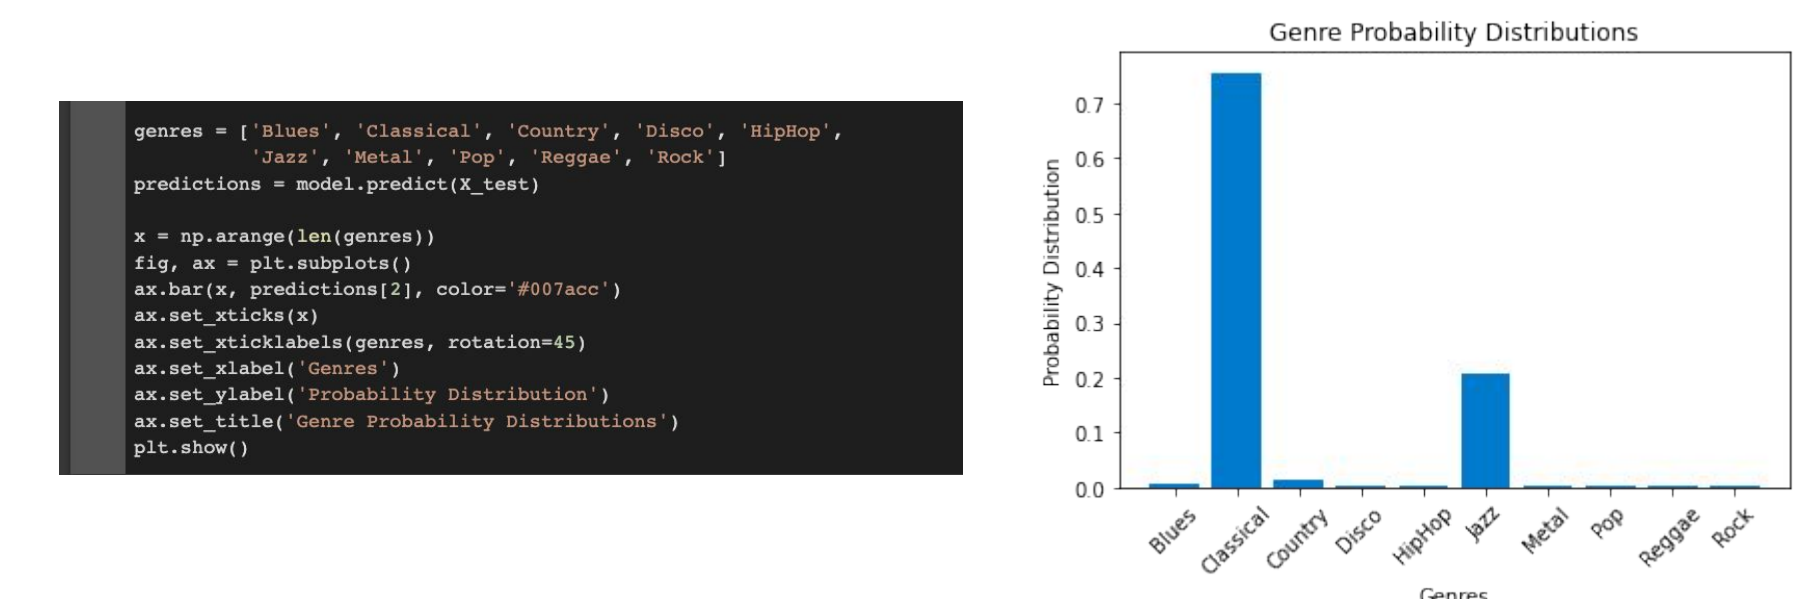 genres = ['Blues', 'Classical', 'Country', 'Disco', 'HipHop',
'Jazz', 'Metal', 'Pop', 'Reggae', 'Rock']
predictions = model.predict(X_test)
x = np.arange(len(genres))
fig, ax = plt.subplots()
ax.bar(x, predictions[2], color='#007acc')
ax.set_xticks(x)
ax.set_xticklabels(genres, rotation=45)
ax.set_xlabel('Genres')
ax.set_ylabel('Probability Distribution')
ax.set_title('Genre Probability Distributions')
plt.show()
Genre Probability Distributions
Probability Distribution
0.7
0.6
0.5
0.4
0.3
0.2
0.1
0.0
Blues
Classical
Country
Disco
HipHop
Jazz
Metal
Pop
Reggae
Rock
Genres